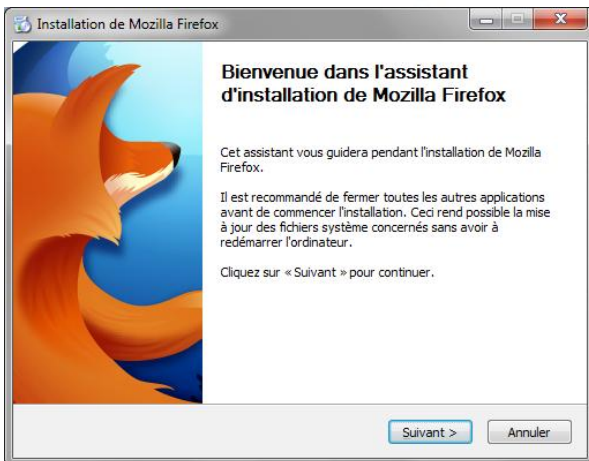 Installation de Mozilla Firefox
Bienvenue dans l'assistant
d'installation de Mozilla Firefox
Cet assistant vous guidera pendant l'installation de Mozilla
Firefox.
Il est recommandé de fermer toutes les autres applications
avant de commencer l'installation. Ceci rend possible la mise
à jour des fichiers système concernés sans avoir à
redémarrer l'ordinateur.
Cliquez sur « Suivant » pour continuer.
Suivant > Annuler